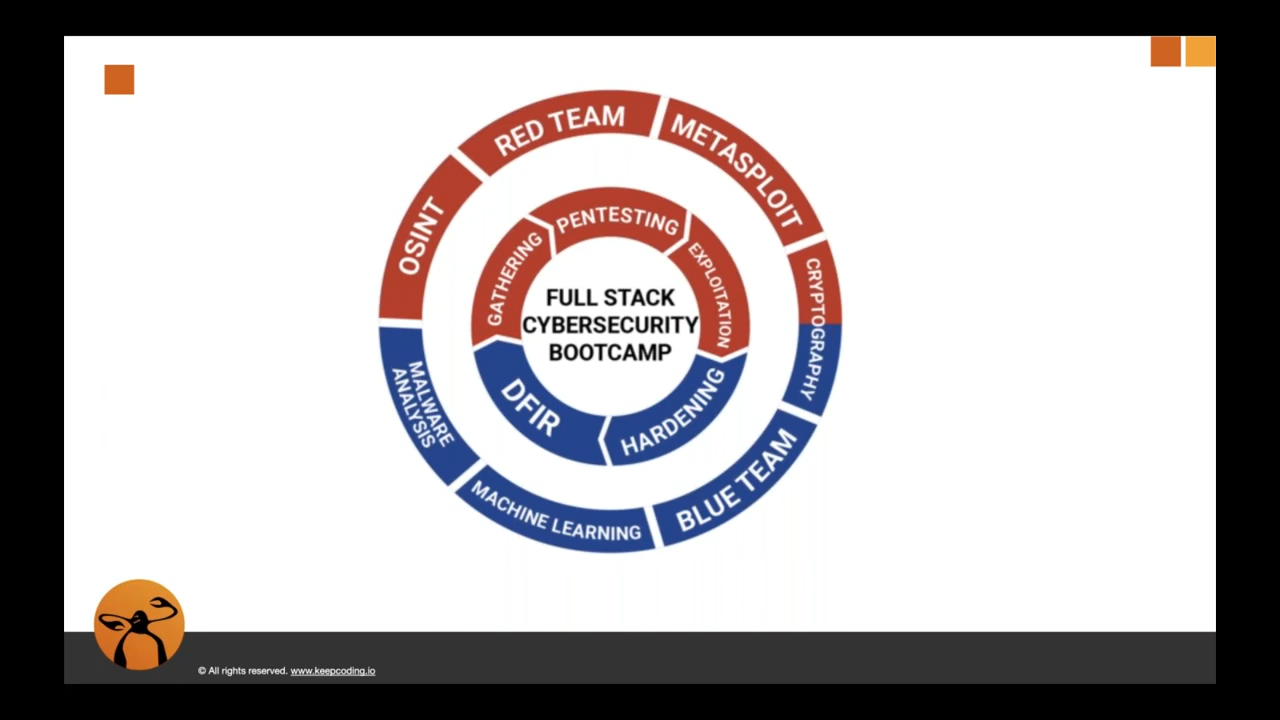 RED TEAM
METASPLOIT
OSINT
CRYPTOGRAPHY
PENTESTING
GATHERING
EXPLOITATION
FULL STACK
CYBERSECURITY
BOOTCAMP
DFIR
HARDENING
MALWARE
ANALYSIS
MACHINE LEARNING
BLUE TEAM
© All rights reserved. www.keepcoding.io